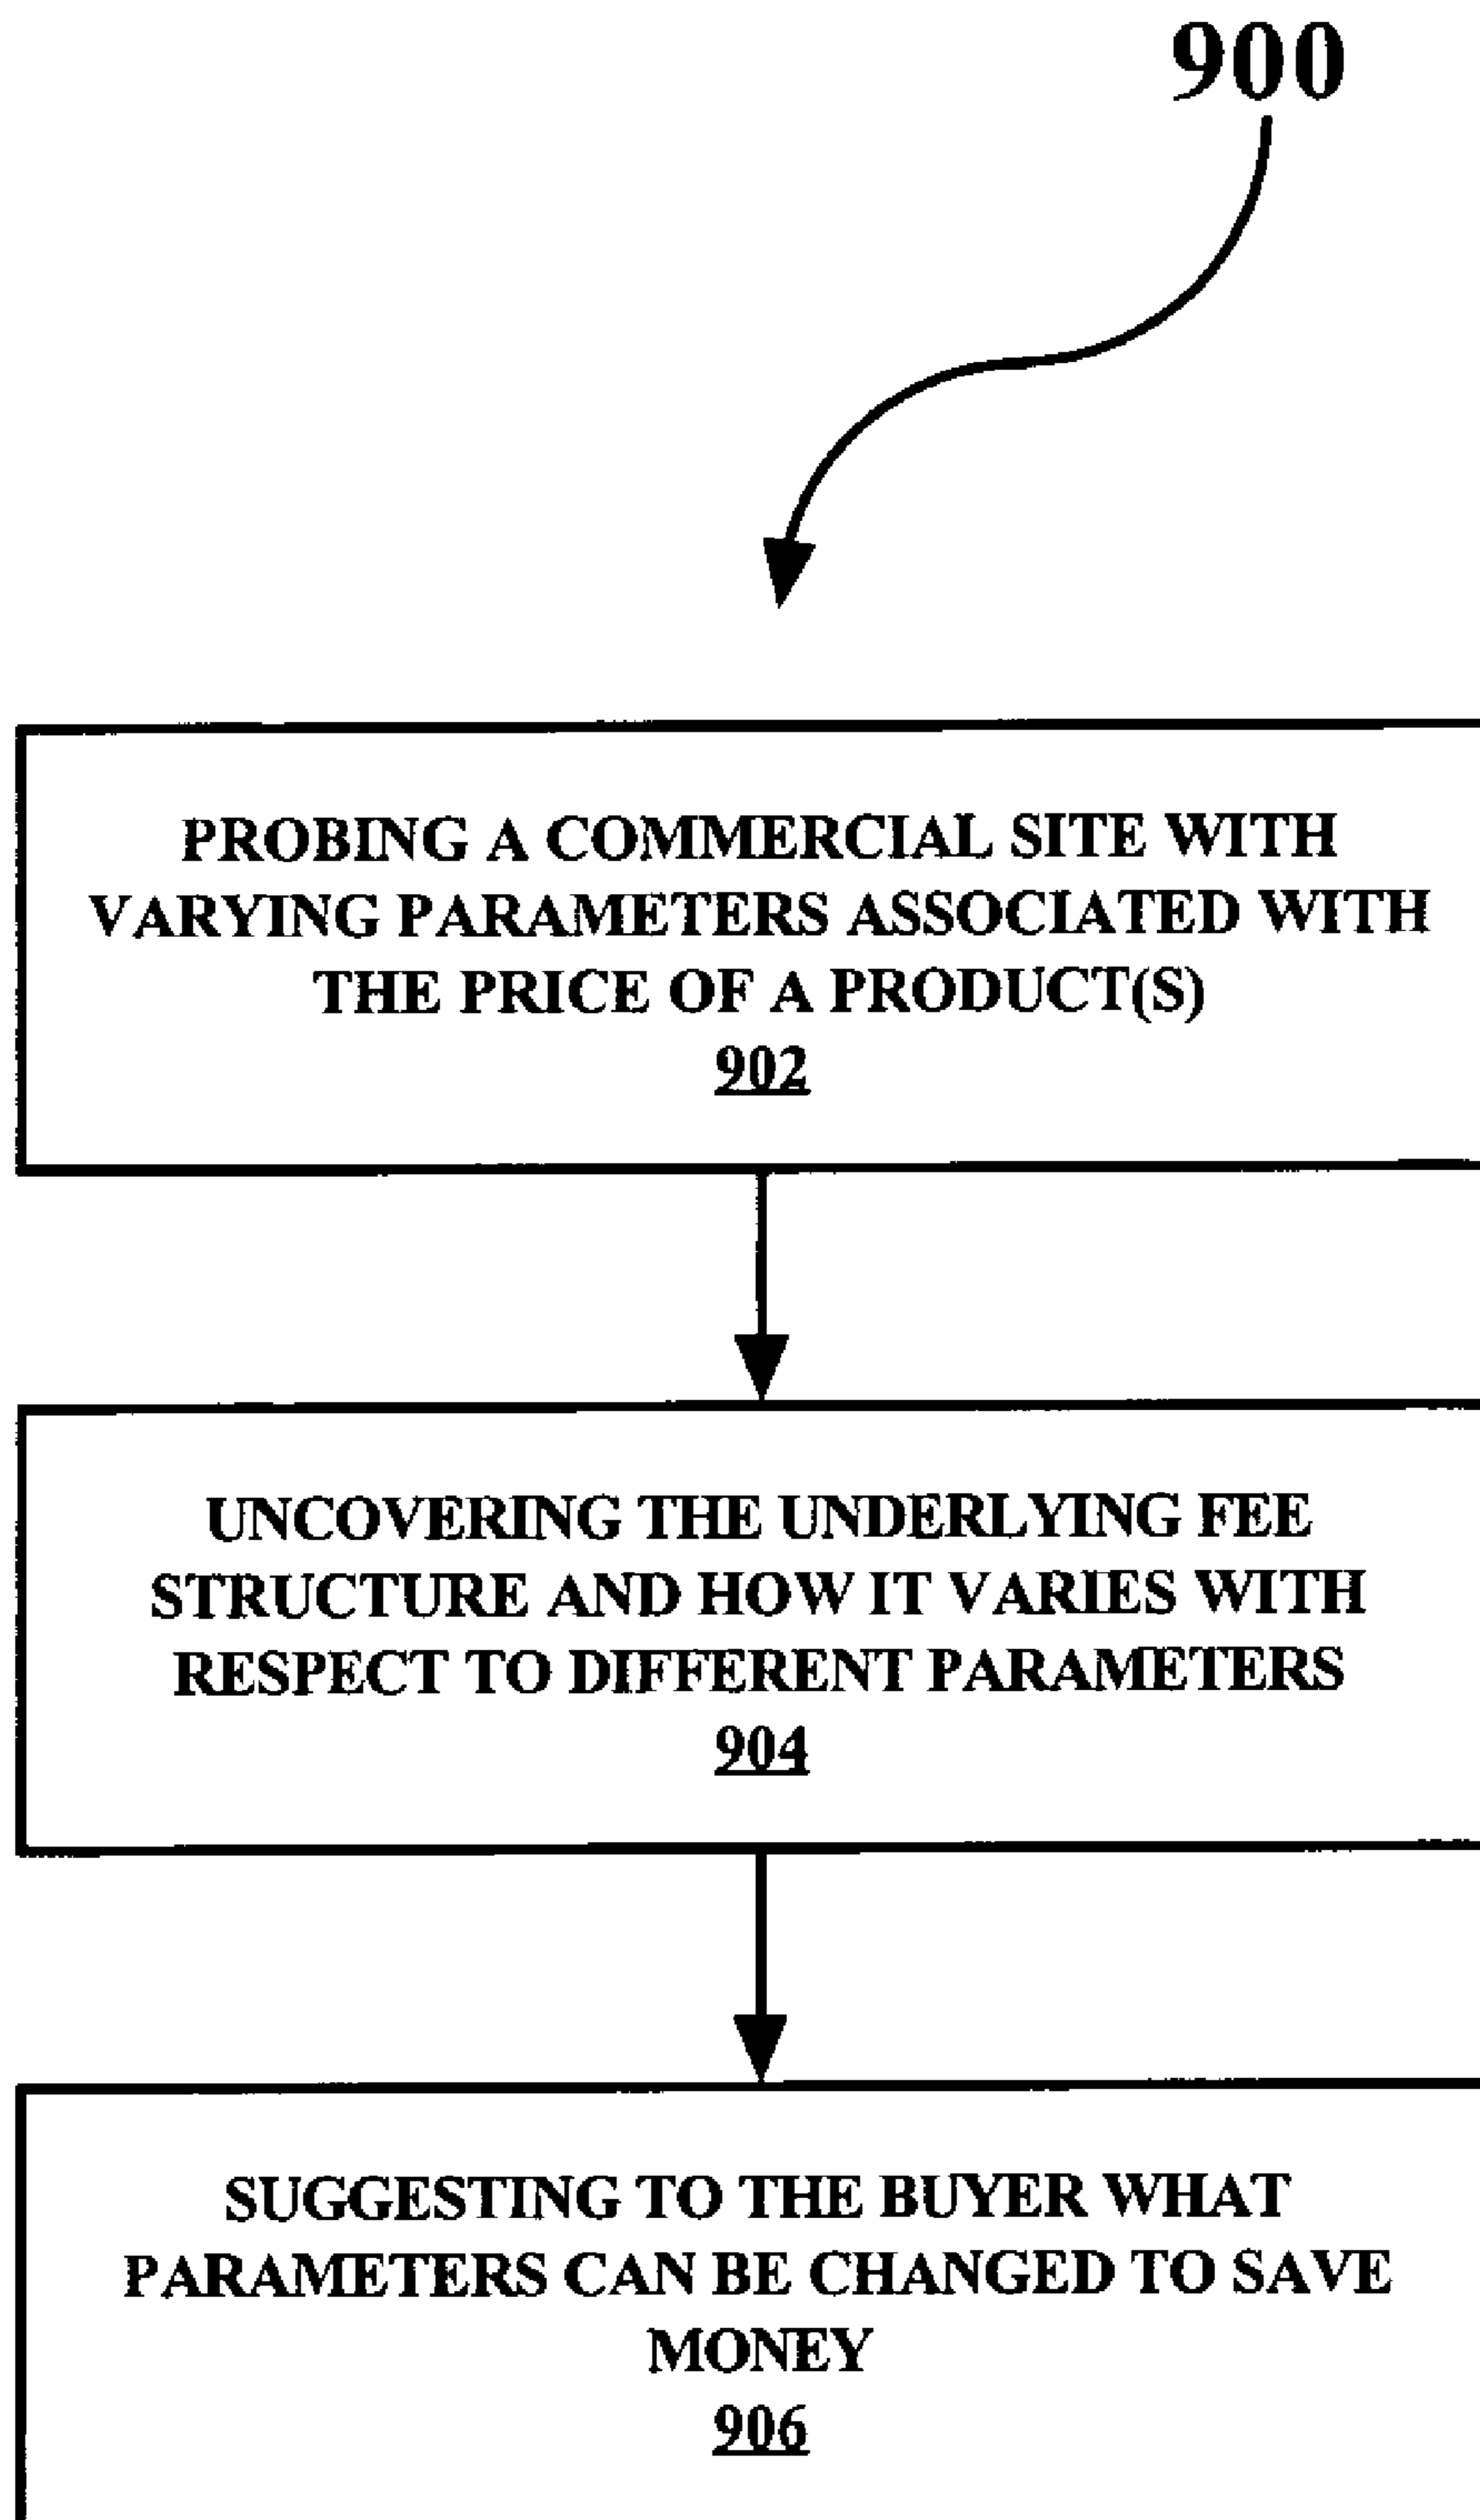 900
PROBING A COMMERCIAL SITE WITH
VARYING PARAMETERS ASSOCIATED WITH
THE PRICE OF A PRODUCT(S)
902
UNCOVERING THE UNDERLYING FEE
STRUCTURE AND HOW IT VARIES WITH
RESPECT TO DIFFERENT PARAMETERS
904
SUGGESTING TO THE BUYER WHAT
PARAMETERS CAN BE CHANGED TO SAVE
MONEY
906